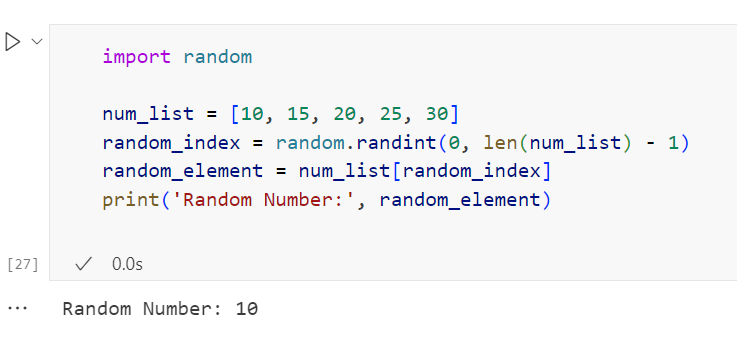 import random
num_list = [10, 15, 20, 25, 30]
random_index = random.randint(0, len(num_list) - 1)
random_element = num_list[random_index]
print('Random Number:', random_element)
[27] 0.0s
... Random Number: 10